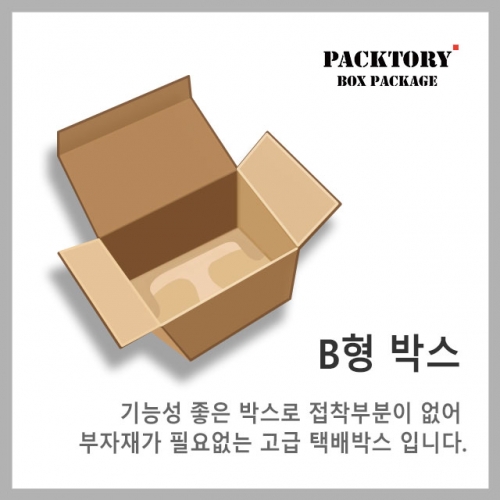 PACKTORY
BOX PACKAGE
B형 박스
기능성 좋은 박스로 접착부분이 없어
부자재가 필요없는 고급 택배박스 입니다.